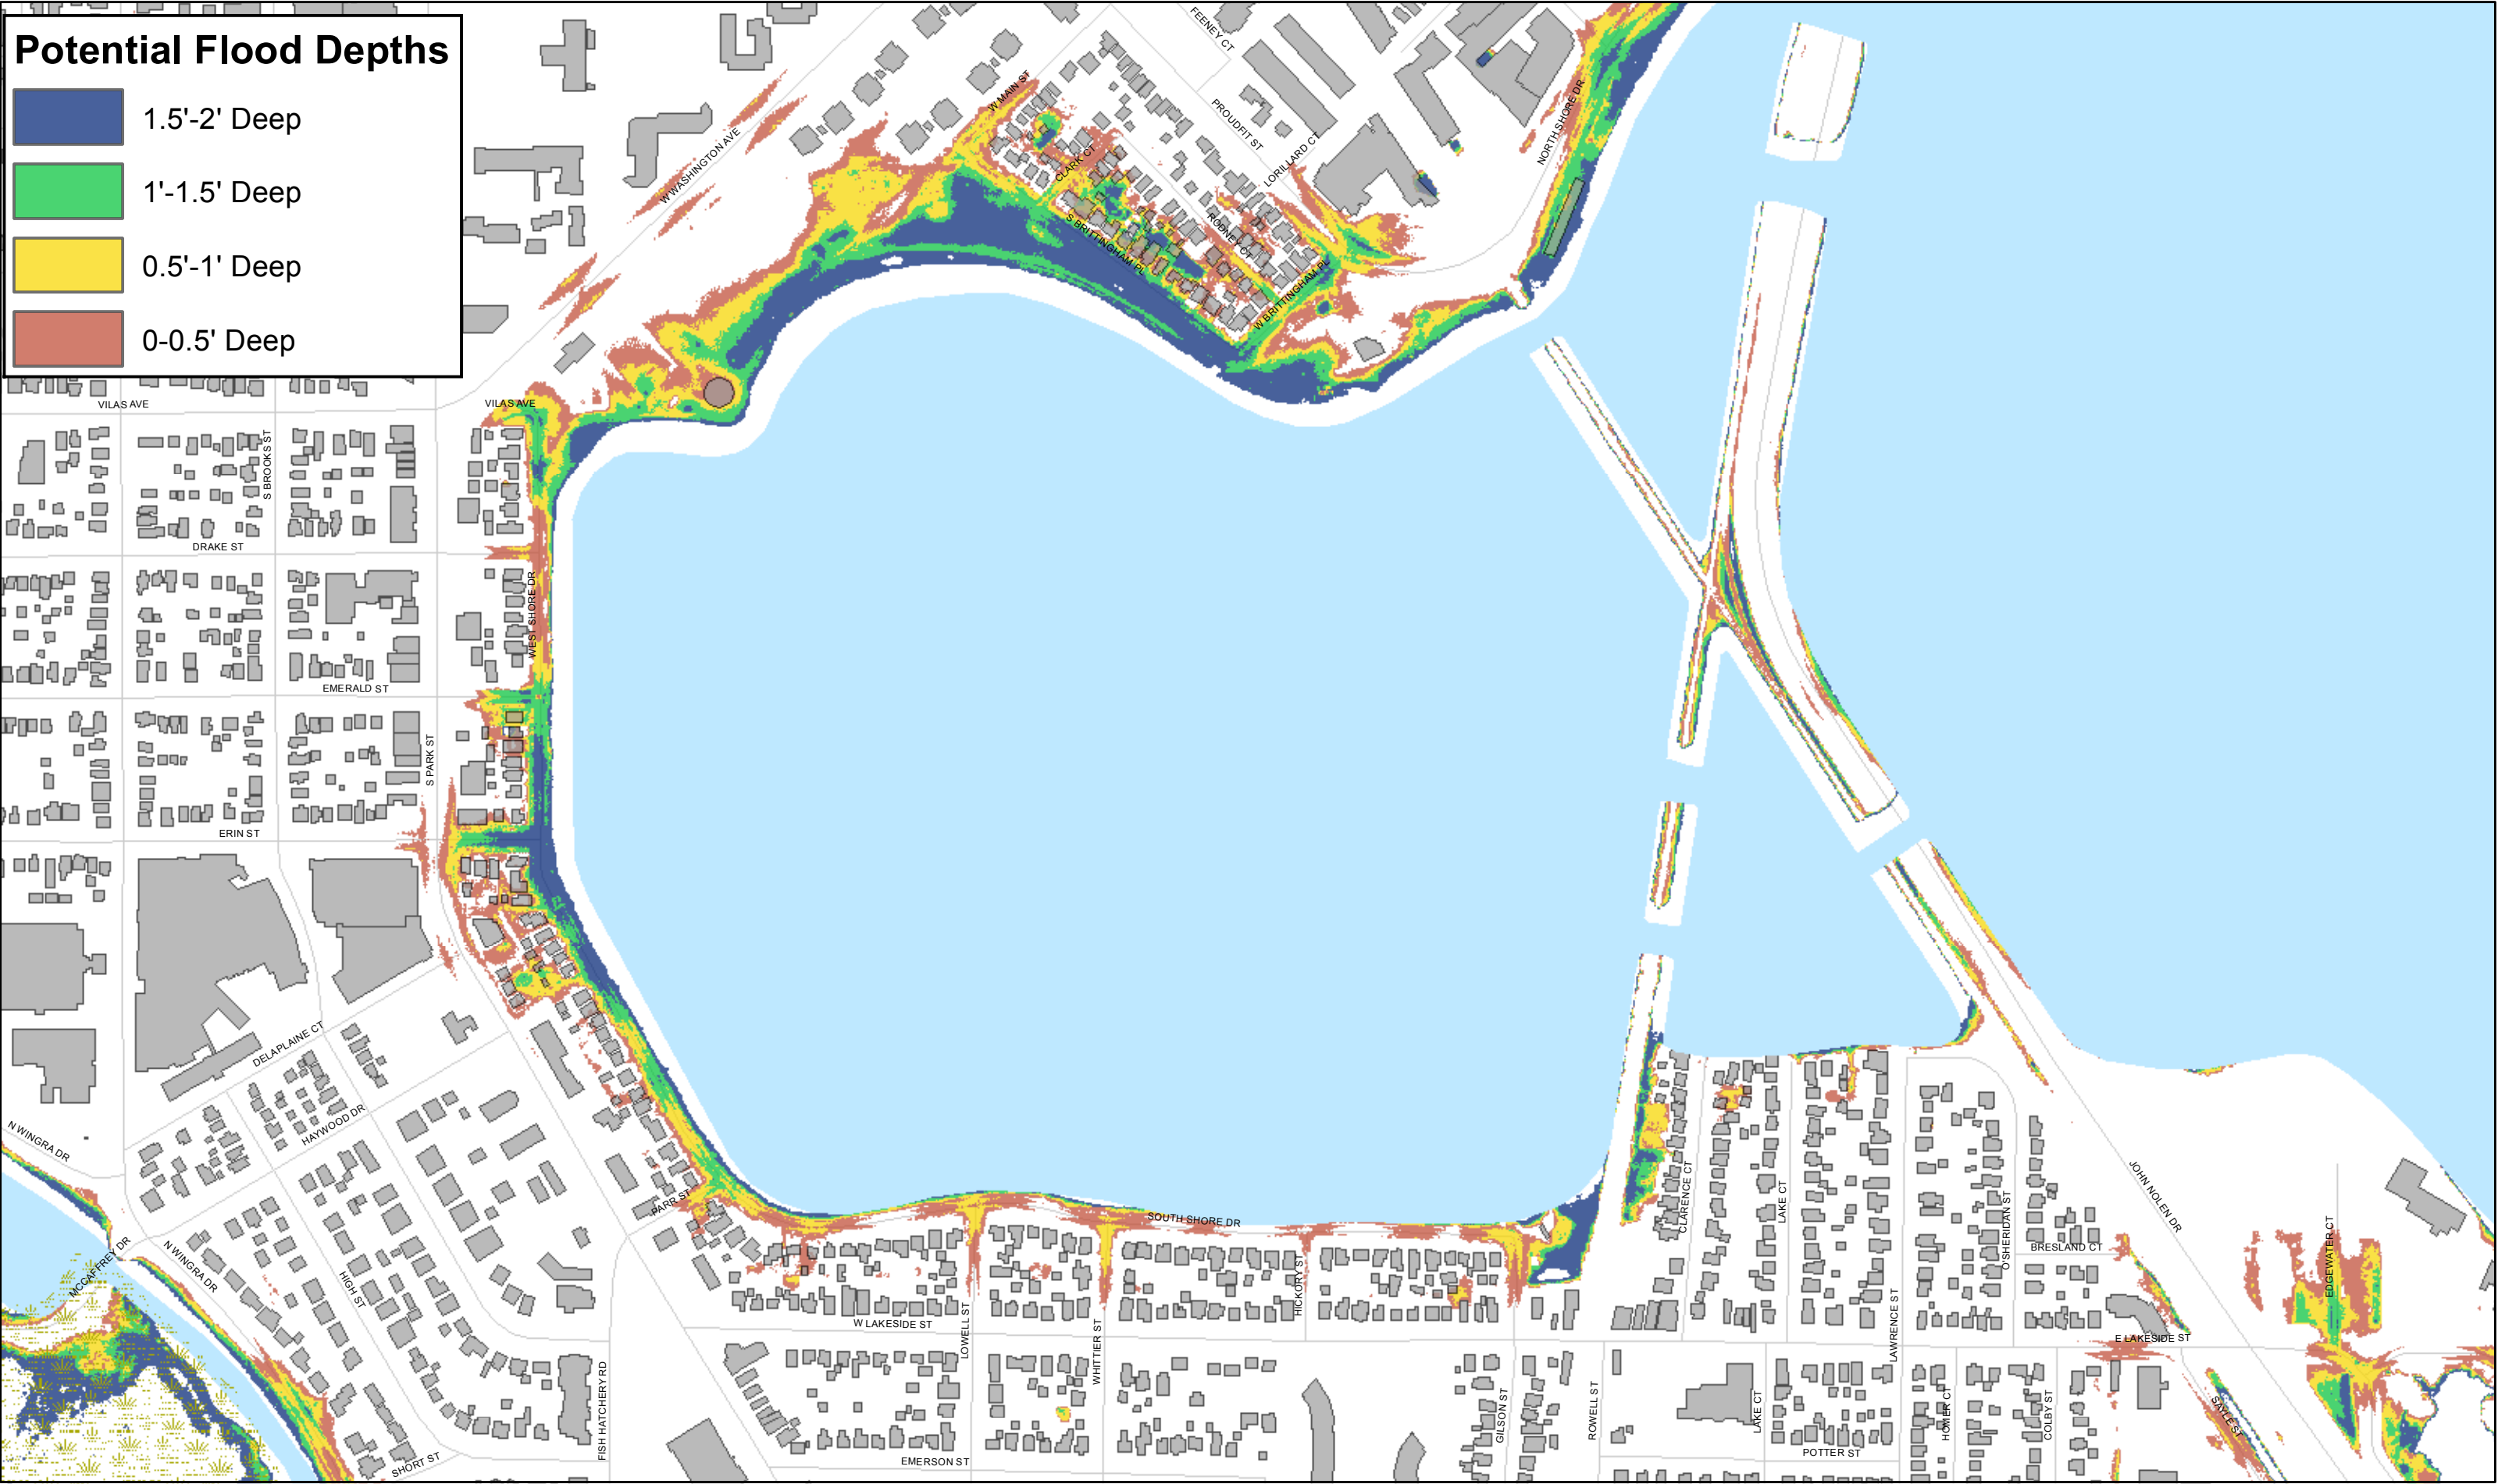 Potential Flood Depths
1.5'-2' Deep
1'-1.5' Deep
0.5'-1' Deep
0-0.5' Deep
FEENEY CT
W MAIN ST
PROUDFIT ST
NORTH SHORE DR
W WASHINGTON AVE
CLARK CT
LORILLARD CT
S BRITTINGHAM PL
RODNEY CT
W BRITTINGHAM PL
VILAS AVE
VILAS AVE
S BROOKS ST
DRAKE ST
WEST SHORE DR
EMERALD ST
S PARK ST
ERIN ST
DELAPLAINE CT
HAYWOOD DR
N WINGRA DR
PARR ST
SOUTH SHORE DR
CLARENCE CT
LAKE CT
O'SHERIDAN ST
JOHN NOLEN DR
BRESLAND CT
EDGEWATER CT
MCCAFFREY DR
N WINGRA DR
HIGH ST
HICKORY ST
W LAKESIDE ST
LOWELL ST
WHITTIER ST
LAWRENCE ST
E LAKESIDE ST
FISH HATCHERY RD
GILSON ST
ROWELL ST
LAKE CT
HOMER CT
COLBY ST
SAYLE ST
SHORT ST
EMERSON ST
POTTER ST